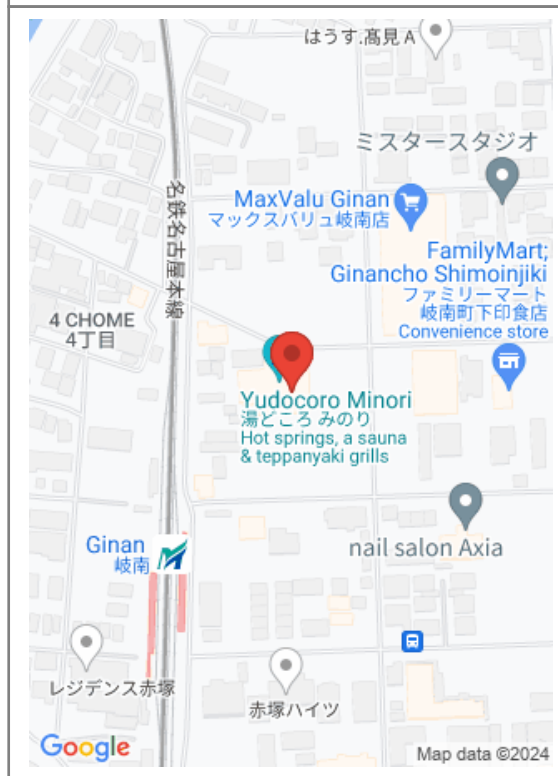 はうす.髙見 A
ミスタースタジオ
MaxValu Ginan
マックスバリュ岐南店
名鉄名古屋本線
FamilyMart;
Ginancho Shimoinjiki
ファミリーマート
岐南町下印食店
Convenience store
4 CHOME
4丁目
Yudocoro Minori
湯どころ みのり
Hot springs, a sauna
& teppanyaki grills
nail salon Axia
Ginan
岐南
レジデンス赤塚
赤塚ハイツ
Google
Map data ©2024